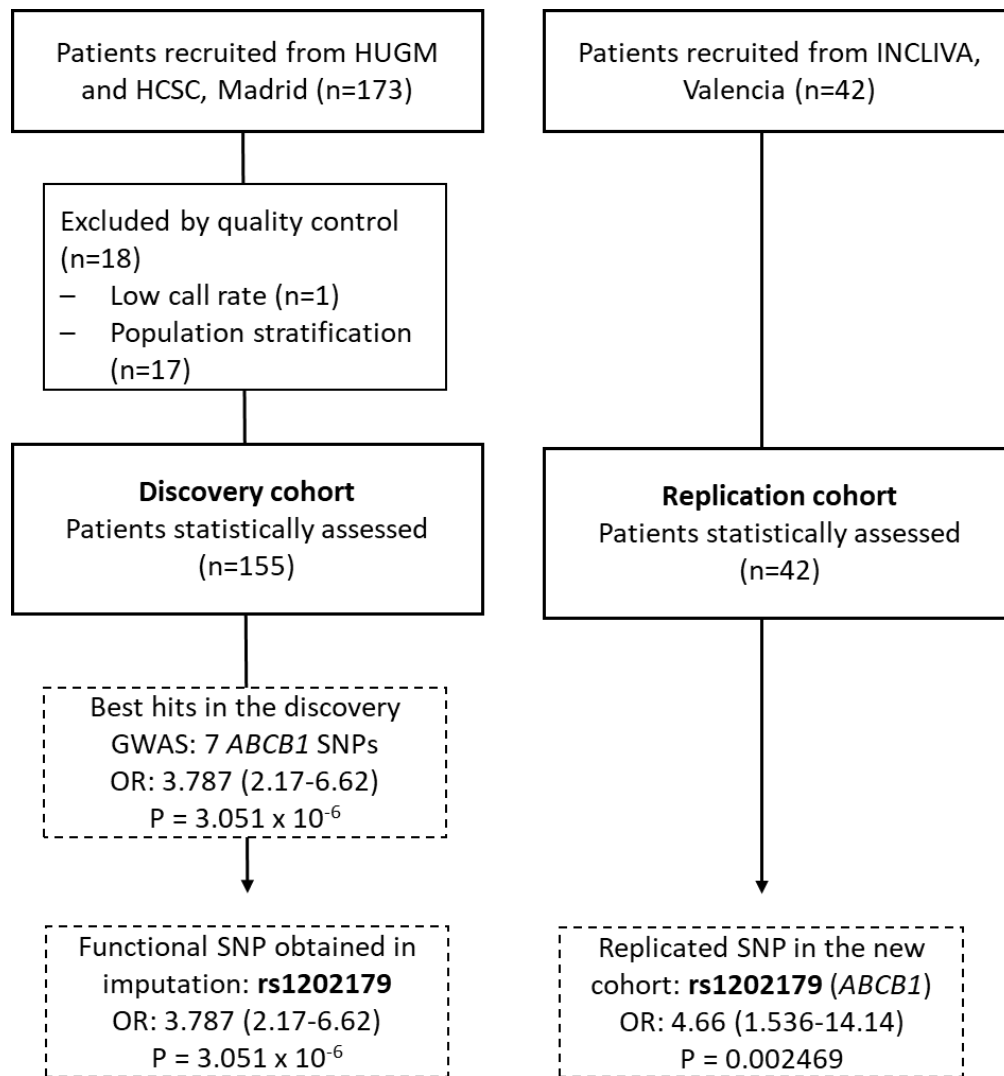 Patients recruited from HUGM
and HCSC, Madrid (n=173)
Excluded by quality control
(n=18)
– Low call rate (n=1)
– Population stratification
(n=17)
Discovery cohort
Patients statistically assessed
(n=155)
Best hits in the discovery
GWAS: 7 ABCB1 SNPs
OR: 3.787 (2.17-6.62)
P = 3.051 x 10⁻⁶
Functional SNP obtained in
imputation: rs1202179
OR: 3.787 (2.17-6.62)
P = 3.051 x 10⁻⁶
Patients recruited from INCLIVA,
Valencia (n=42)
Replication cohort
Patients statistically assessed
(n=42)
Replicated SNP in the new
cohort: rs1202179 (ABCB1)
OR: 4.66 (1.536-14.14)
P = 0.002469